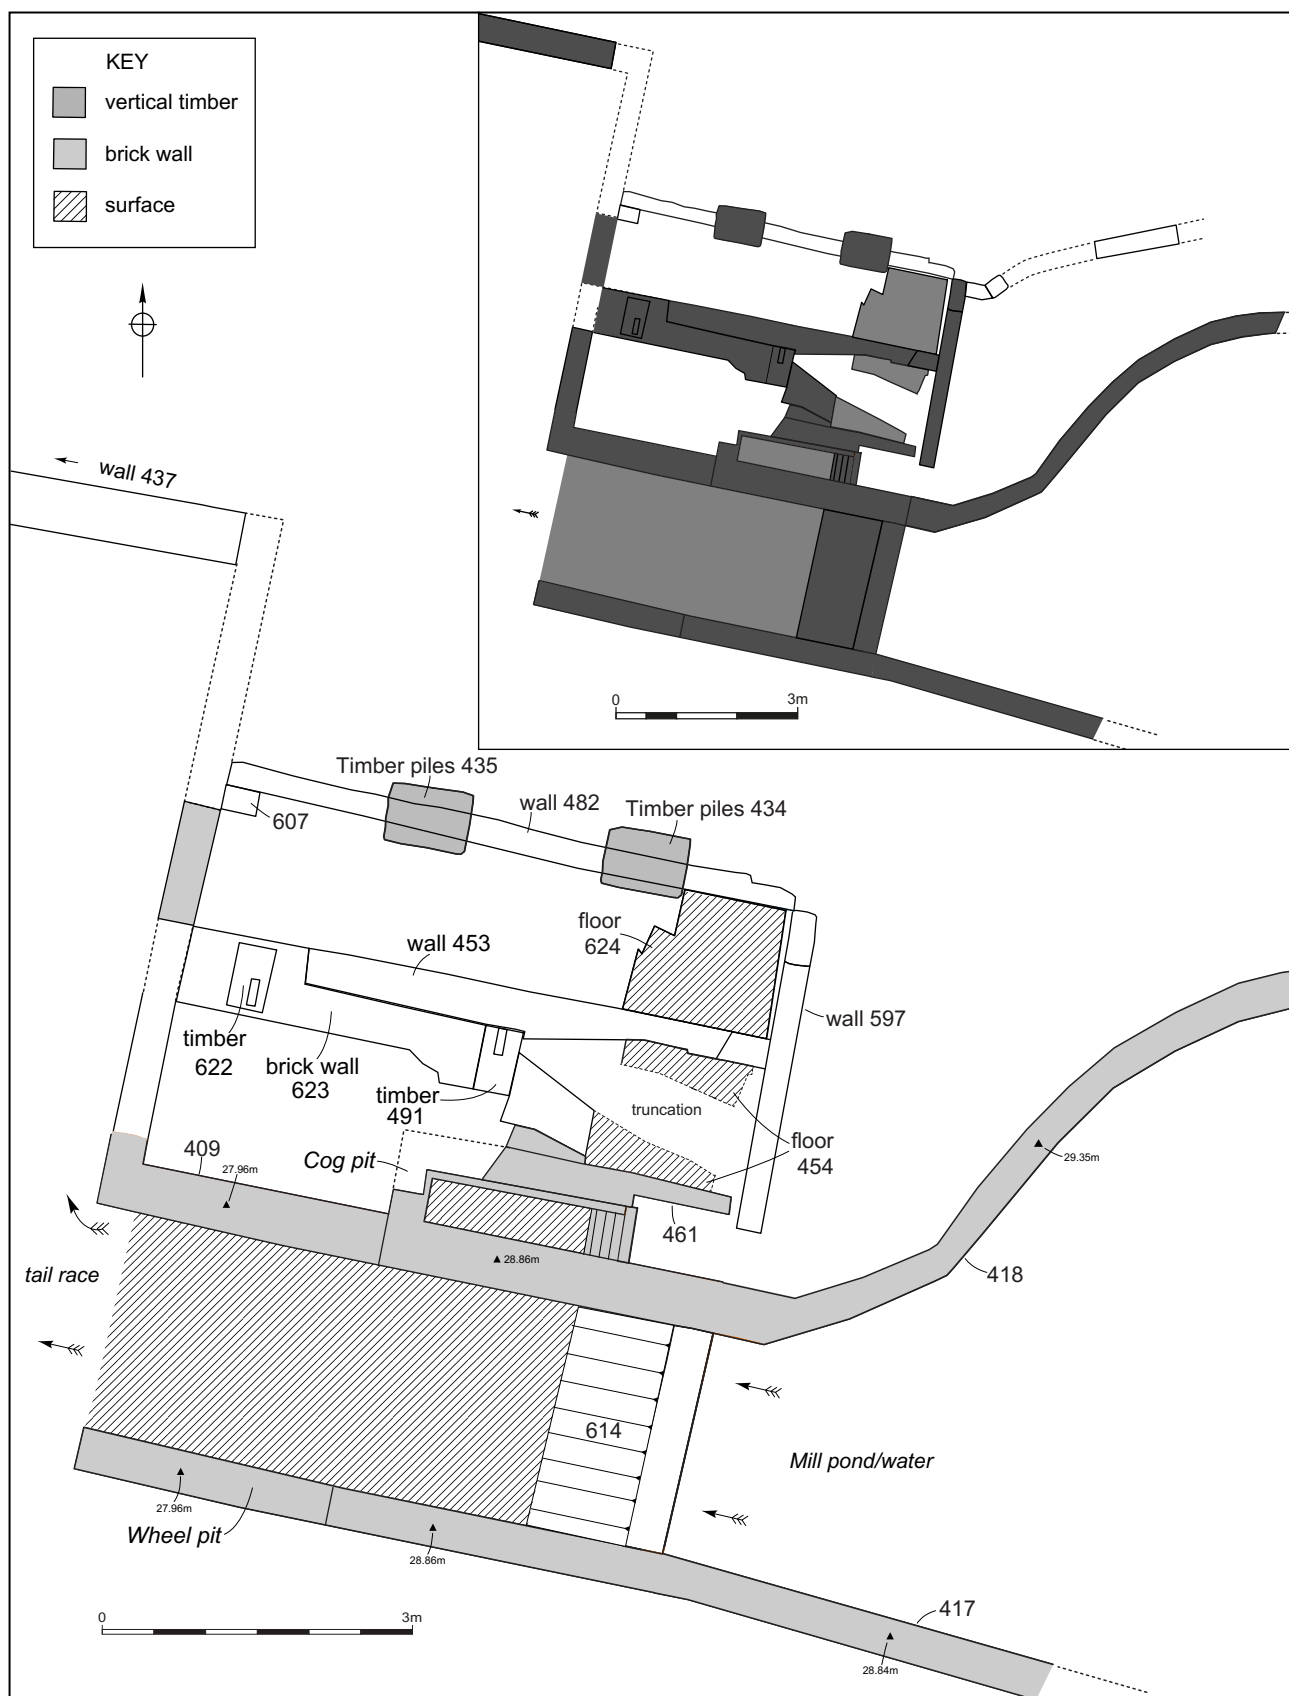 KEY
vertical timber
brick wall
surface
0 3m
wall 437
Timber piles 435
wall 482
Timber piles 434
607
floor
624
wall 453
wall 597
timber
622
brick wall
623
timber
491
truncation
floor
454
Cog pit
409
27.96m
461
28.86m
29.35m
418
tail race
614
Mill pond/water
27.96m
Wheel pit
28.86m
417
28.84m
0 3m